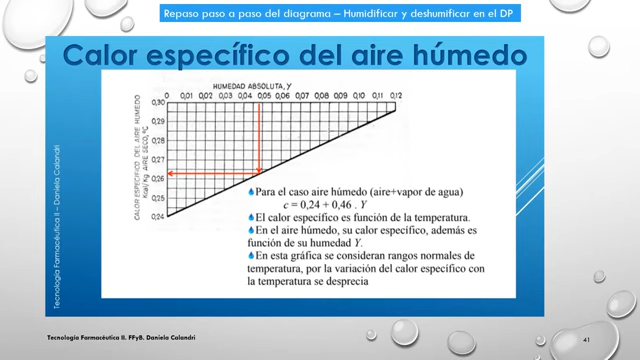 Repaso paso a paso del diagrama – Humidificar y deshumificar en el DP
Calor específico del aire húmedo
HUMEDAD ABSOLUTA, Y
0 0,01 0,02 0,03 0,04 0,05 0,06 0,07 0,08 0,09 0,10 0,11 0,12
CALOR ESPECÍFICO DEL AIRE HUMEDO
Kcal/Kg AIRE SECO, ºC
0,30
0,29
0,28
0,27
0,26
0,25
0,24
Para el caso aire húmedo (aire+vapor de agua)
c = 0,24 + 0,46 . Y
El calor específico es función de la temperatura.
En el aire húmedo, su calor específico, además es
función de su humedad Y.
En esta gráfica se consideran rangos normales de
temperatura, por la variación del calor específico con
la temperatura se desprecia
Tecnología Farmacéutica II – Daniela Calandri
Tecnología Farmacéutica II. FFyB. Daniela Calandri
41